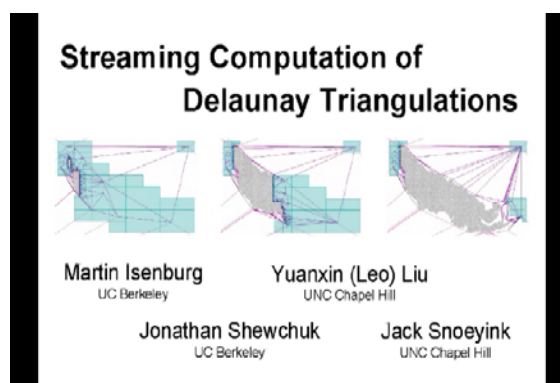 Streaming Computation of
Delaunay Triangulations
Martin Isenburg
UC Berkeley
Yuanxin (Leo) Liu
UNC Chapel Hill
Jonathan Shewchuk
UC Berkeley
Jack Snoeyink
UNC Chapel Hill